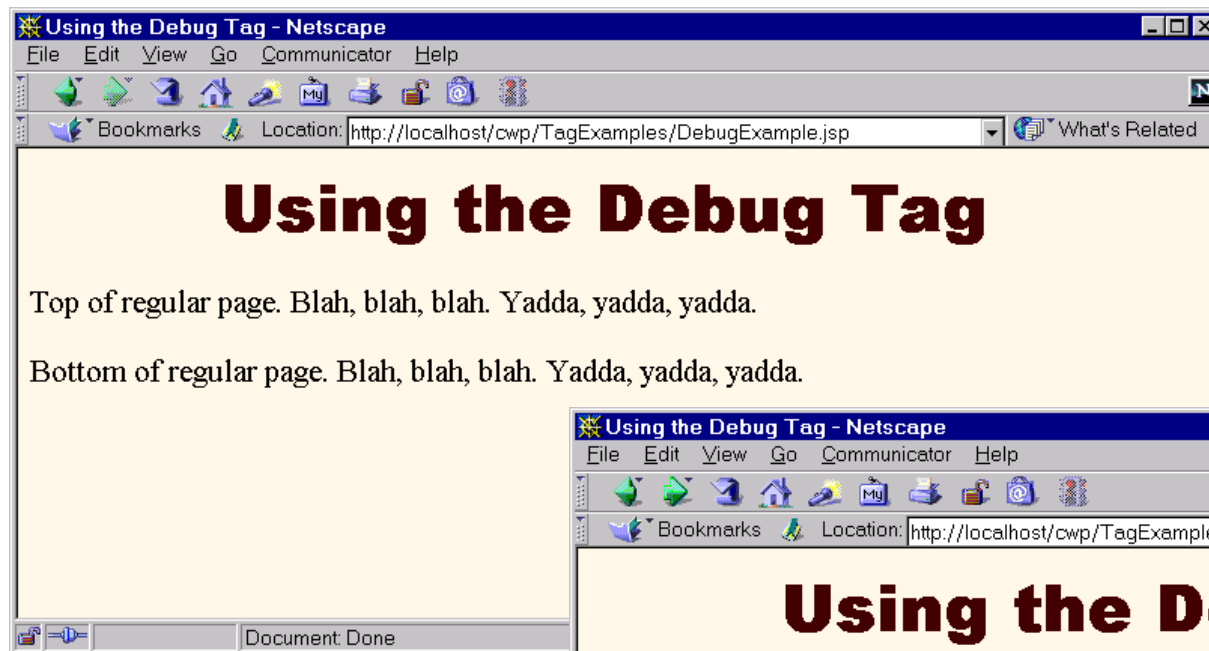 Using the Debug Tag - Netscape
File Edit View Go Communicator Help
My
N
Bookmarks Location: http://localhost/cwp/TagExamples/DebugExample.jsp What's Related
Using the Debug Tag
Top of regular page. Blah, blah, blah. Yadda, yadda, yadda.
Bottom of regular page. Blah, blah, blah. Yadda, yadda, yadda.
Document: Done
Using the Debug Tag - Netscape
File Edit View Go Communicator Help
My
Bookmarks Location: http://localhost/cwp/TagExample
Using the D